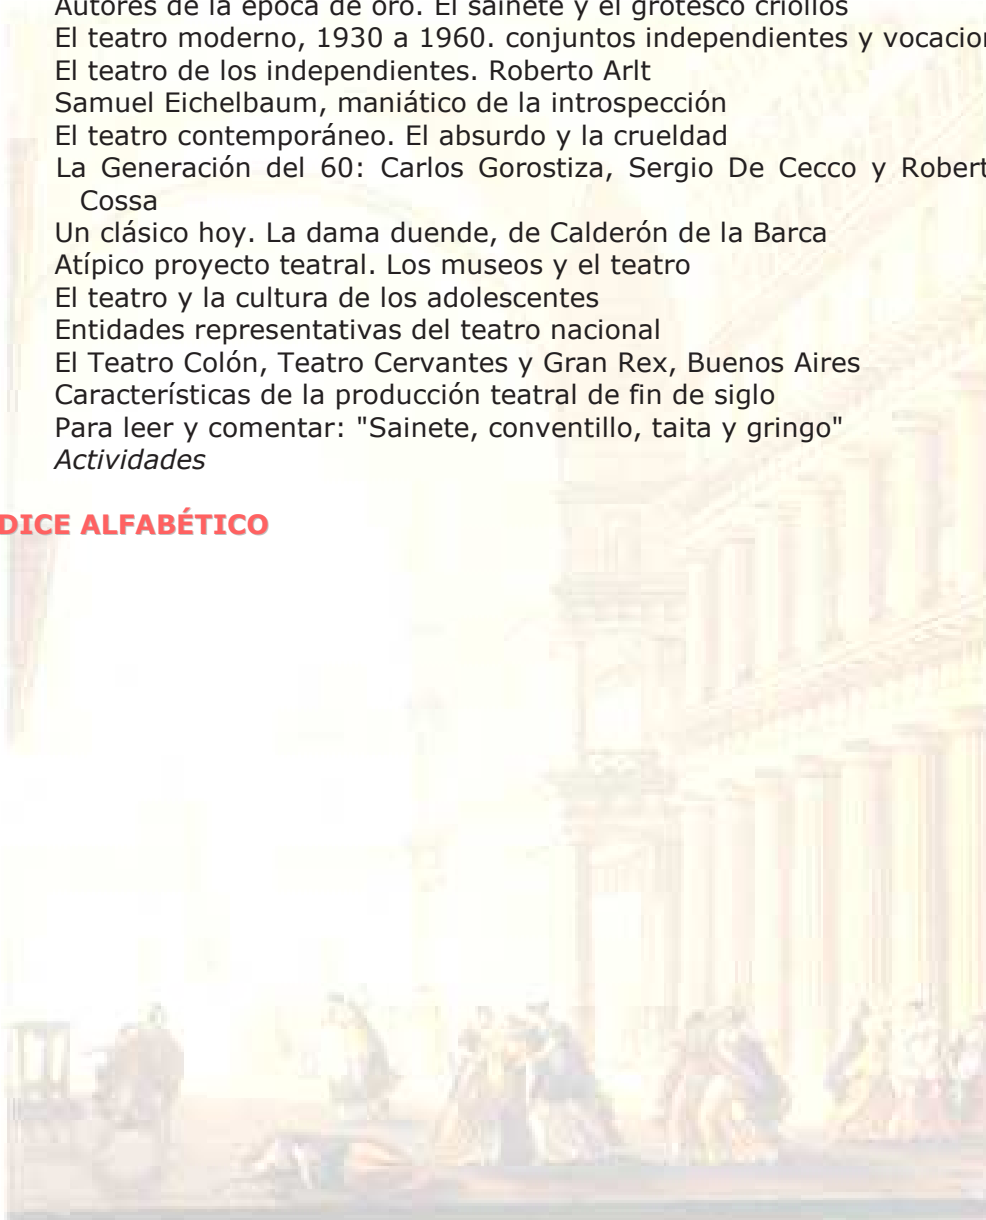 Autores de la época de oro. El sainete y el grotesco criollos
El teatro moderno, 1930 a 1960. conjuntos independientes y vocacion
El teatro de los independientes. Roberto Arlt
Samuel Eichelbaum, maniático de la introspección
El teatro contemporáneo. El absurdo y la crueldad
La Generación del 60: Carlos Gorostiza, Sergio De Cecco y Robert
Cossa
Un clásico hoy. La dama duende, de Calderón de la Barca
Atípico proyecto teatral. Los museos y el teatro
El teatro y la cultura de los adolescentes
Entidades representativas del teatro nacional
El Teatro Colón, Teatro Cervantes y Gran Rex, Buenos Aires
Características de la producción teatral de fin de siglo
Para leer y comentar: "Sainete, conventillo, taita y gringo"
Actividades
DICE ALFABÉTICO